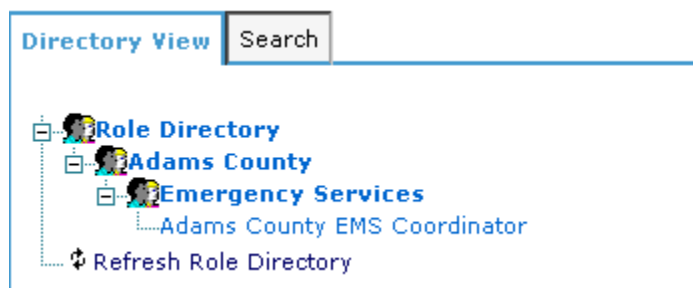 Directory View Search
Role Directory
Adams County
Emergency Services
Adams County EMS Coordinator
Refresh Role Directory